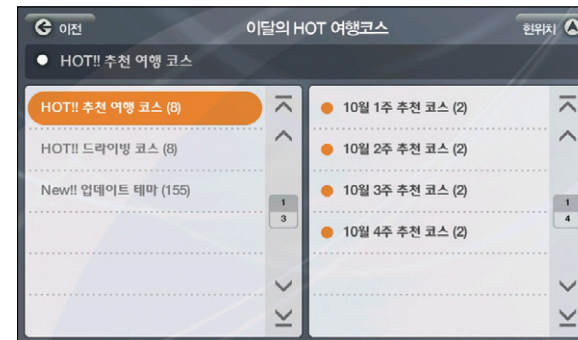 이전
이달의 HOT 여행코스
현위치
HOT!! 추천 여행 코스
HOT!! 추천 여행 코스 (8)
HOT!! 드라이빙 코스 (8)
New!! 업데이트 테마 (155)
1
3
10월 1주 추천 코스 (2)
10월 2주 추천 코스 (2)
10월 3주 추천 코스 (2)
10월 4주 추천 코스 (2)
1
4